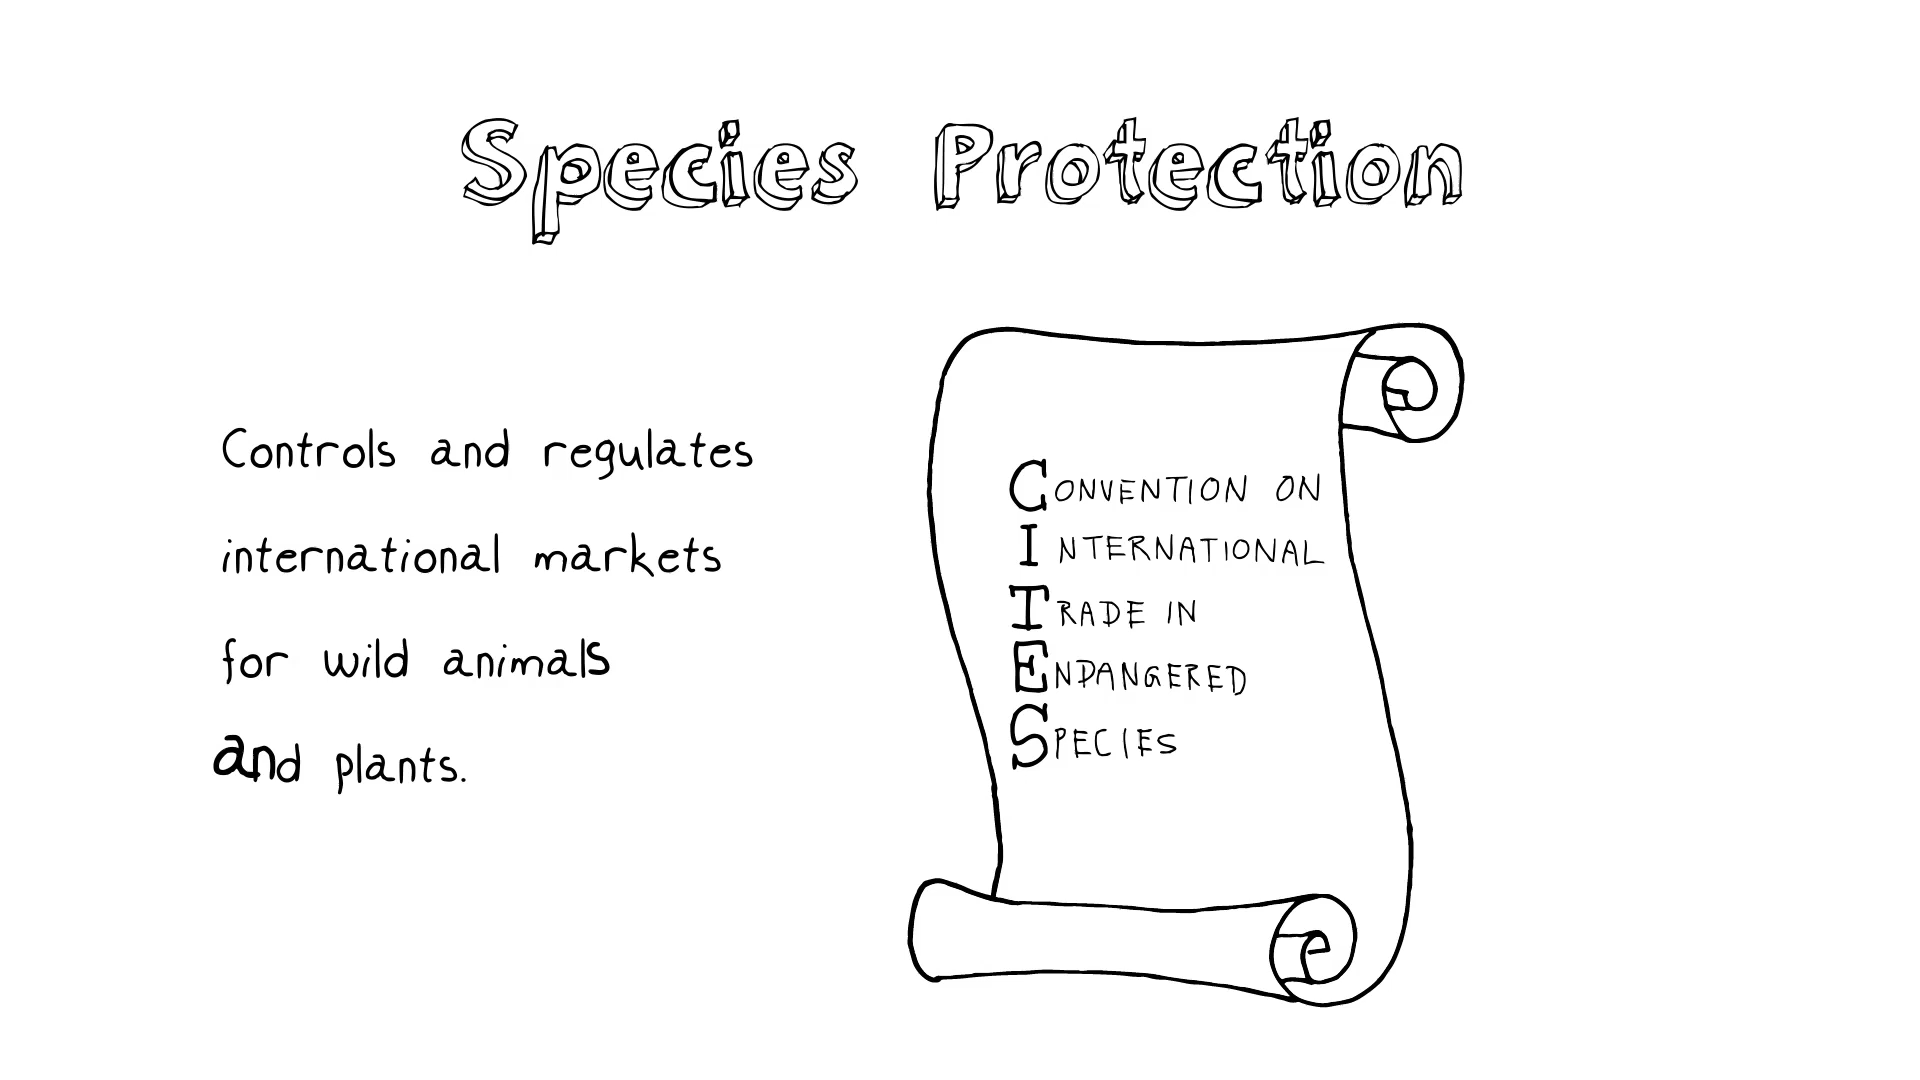 Species Protection
Controls and regulates
international markets
for wild animals
and plants.
CONVENTION ON
INTERNATIONAL
TRADE IN
ENDANGERED
SPECIES